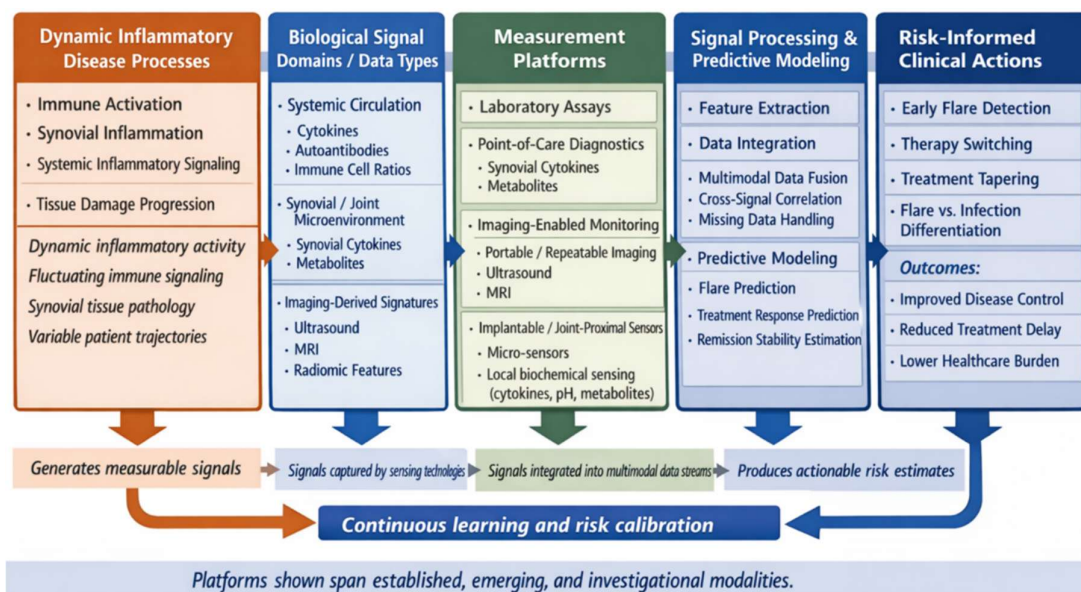 Dynamic Inflammatory
Disease Processes
• Immune Activation
• Synovial Inflammation
• Systemic Inflammatory Signaling
• Tissue Damage Progression
Dynamic inflammatory activity
Fluctuating immune signaling
Synovial tissue pathology
Variable patient trajectories
Biological Signal
Domains / Data Types
• Systemic Circulation
• Cytokines
• Autoantibodies
• Immune Cell Ratios
• Synovial / Joint
Microenvironment
• Synovial Cytokines
• Metabolites
• Imaging-Derived Signatures
• Ultrasound
• MRI
• Radiomic Features
Measurement
Platforms
• Laboratory Assays
• Point-of-Care Diagnostics
• Synovial Cytokines
• Metabolites
• Imaging-Enabled Monitoring
• Portable / Repeatable Imaging
• Ultrasound
• MRI
• Implantable / Joint-Proximal Sensors
• Micro-sensors
• Local biochemical sensing
(cytokines, pH, metabolites)
Signal Processing &
Predictive Modeling
• Feature Extraction
• Data Integration
• Multimodal Data Fusion
• Cross-Signal Correlation
• Missing Data Handling
• Predictive Modeling
• Flare Prediction
• Treatment Response Prediction
• Remission Stability Estimation
Risk-Informed
Clinical Actions
• Early Flare Detection
• Therapy Switching
• Treatment Tapering
• Flare vs. Infection
Differentiation
Outcomes:
• Improved Disease Control
• Reduced Treatment Delay
• Lower Healthcare Burden
Generates measurable signals
Signals captured by sensing technologies
Signals integrated into multimodal data streams
Produces actionable risk estimates
Continuous learning and risk calibration
Platforms shown span established, emerging, and investigational modalities.